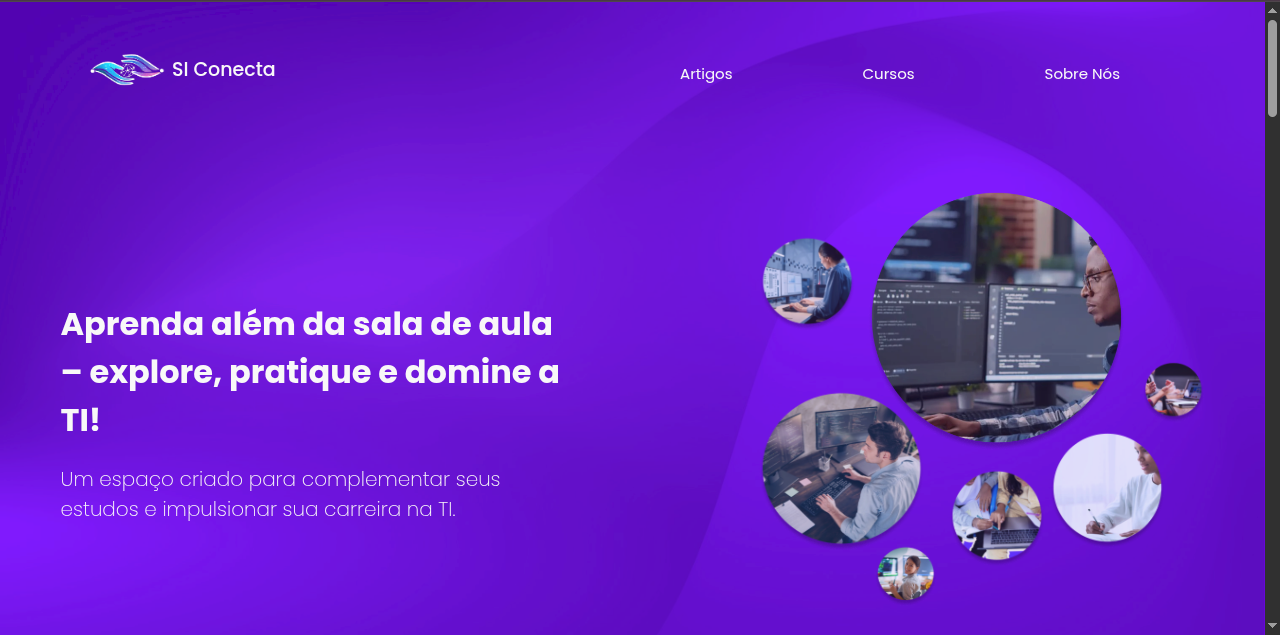 SI Conecta
Artigos
Cursos
Sobre Nós
Aprenda além da sala de aula
– explore, pratique e domine a
TI!
Um espaço criado para complementar seus
estudos e impulsionar sua carreira na TI.